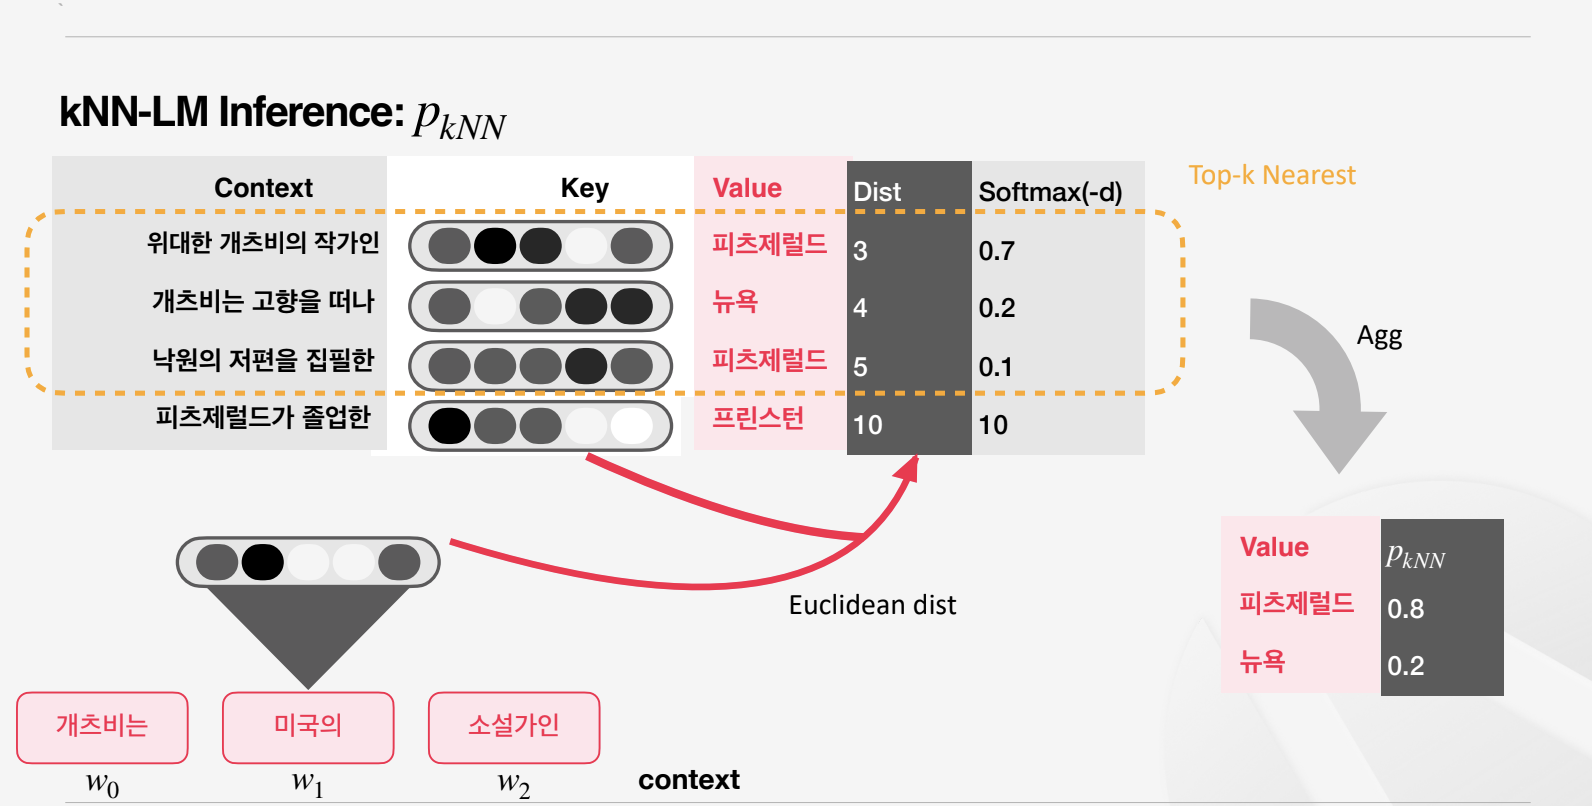 kNN-LM Inference: p_{kNN}
Context Key Value Dist Softmax(-d)
Top-k Nearest
위대한 개츠비의 작가인 피츠제럴드 3 0.7
개츠비는 고향을 떠나 뉴욕 4 0.2
낙원의 저편을 집필한 피츠제럴드 5 0.1
피츠제럴드가 졸업한 프린스턴 10 10
Agg
Euclidean dist
Value p_{kNN}
피츠제럴드 0.8
뉴욕 0.2
개츠비는 미국의 소설가인
w_0 w_1 w_2 context